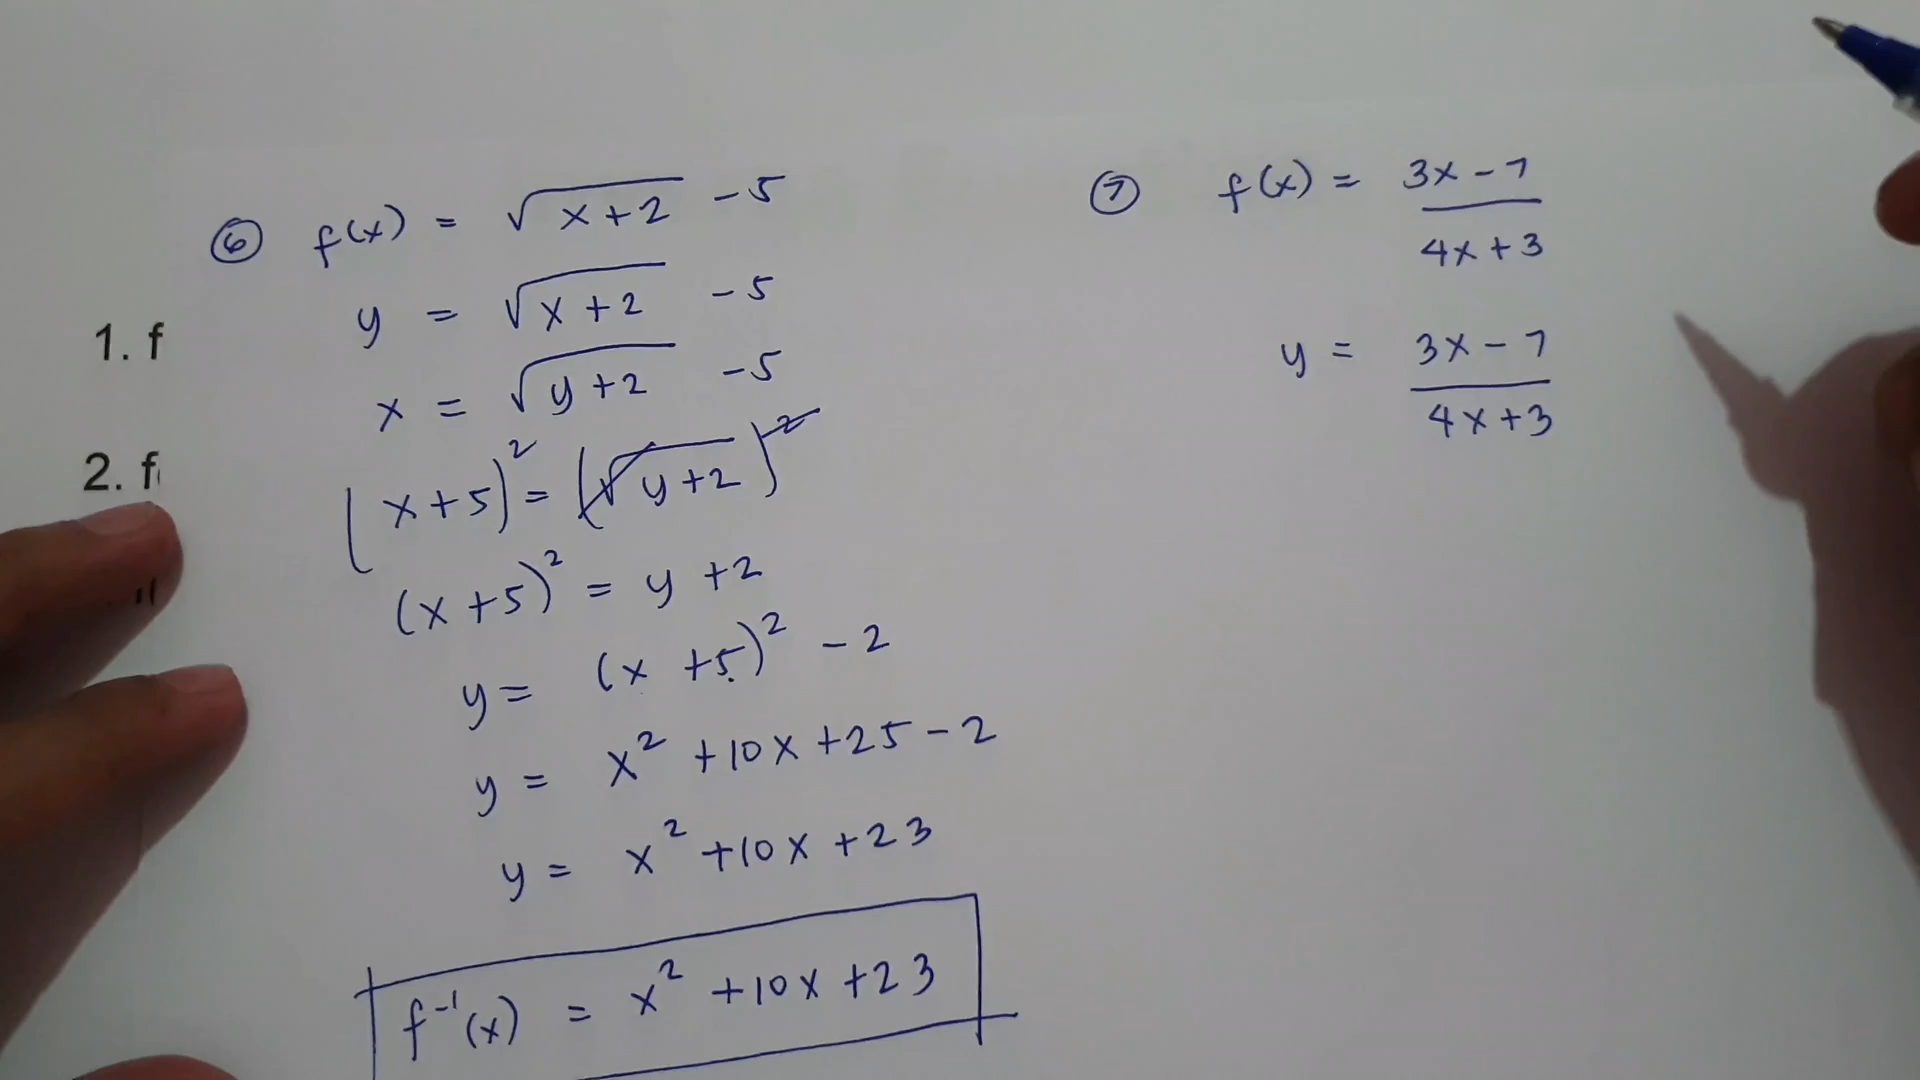 1. f
2. f
⑥ f(x) = √(x+2) -5
y = √(x+2) -5
x = √(y+2) -5
(x+5)² = (√(y+2))²
(x+5)² = y+2
y = (x+5)² - 2
y = x² +10x +25 - 2
y = x² +10x +23
f⁻¹(x) = x² +10x +23
⑦ f(x) = (3x-7)/(4x+3)
y = (3x-7)/(4x+3)